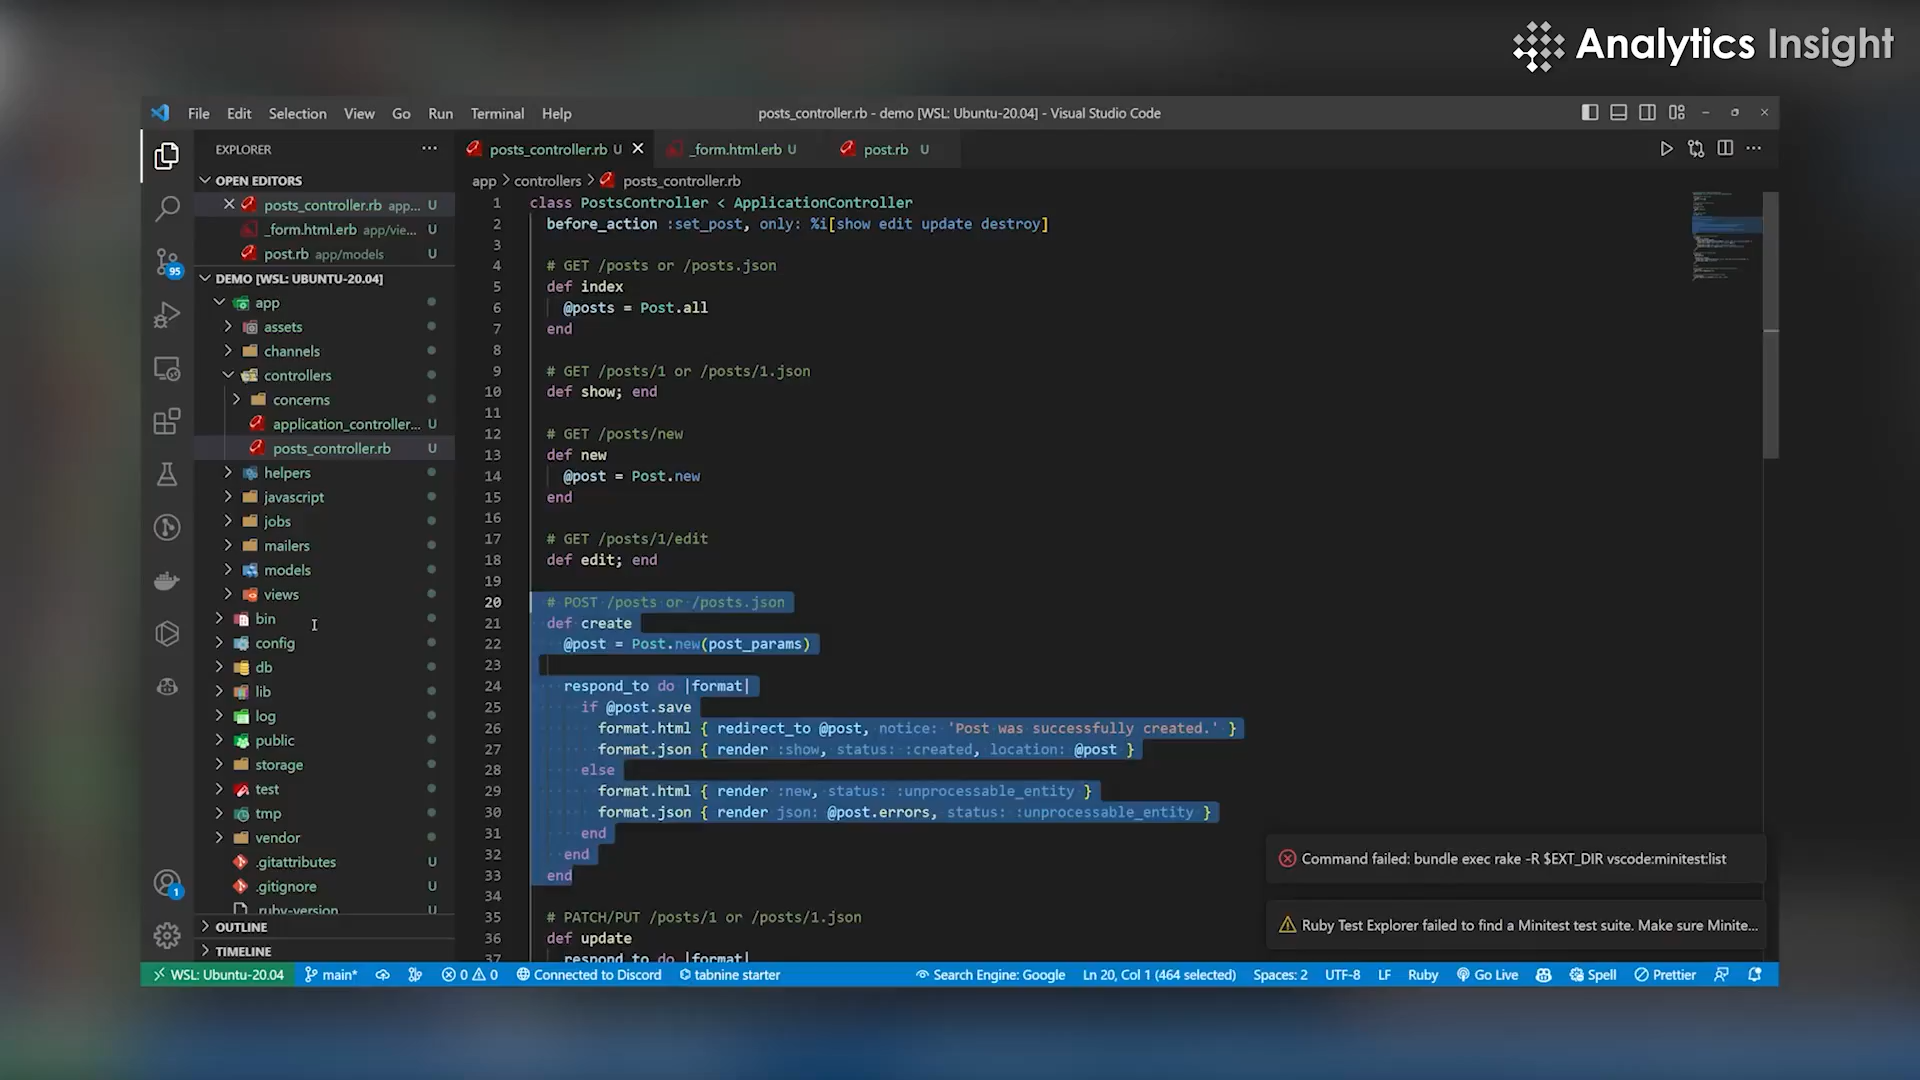 Analytics Insight
File Edit Selection View Go Run Terminal Help
posts_controller.rb - demo [WSL: Ubuntu-20.04] - Visual Studio Code
EXPLORER
OPEN EDITORS
posts_controller.rb app... U
_form.html.erb app/vie... U
post.rb app/models U
DEMO [WSL: UBUNTU-20.04]
app
assets
channels
controllers
concerns
application_controller... U
posts_controller.rb U
helpers
javascript
jobs
mailers
models
views
bin
config
db
lib
log
public
storage
test
tmp
vendor
.gitattributes U
.gitignore U
.ruby-version U
OUTLINE
TIMELINE
95
1
posts_controller.rb U
_form.html.erb U
post.rb U
app > controllers > posts_controller.rb
1 class PostsController < ApplicationController
2 before_action :set_post, only: %i[show edit update destroy]
3
4 # GET /posts or /posts.json
5 def index
6 @posts = Post.all
7 end
8
9 # GET /posts/1 or /posts/1.json
10 def show; end
11
12 # GET /posts/new
13 def new
14 @post = Post.new
15 end
16
17 # GET /posts/1/edit
18 def edit; end
19
20 # POST /posts or /posts.json
21 def create
22 @post = Post.new(post_params)
23
24 respond_to do |format|
25 if @post.save
26 format.html { redirect_to @post, notice: 'Post was successfully created.' }
27 format.json { render :show, status: :created, location: @post }
28 else
29 format.html { render :new, status: :unprocessable_entity }
30 format.json { render json: @post.errors, status: :unprocessable_entity }
31 end
32 end
33 end
34
35 # PATCH/PUT /posts/1 or /posts/1.json
36 def update
37 respond_to do |format|
Command failed: bundle exec rake -R $EXT_DIR vscode:minitest:list
Ruby Test Explorer failed to find a Minitest test suite. Make sure Minite...
WSL: Ubuntu-20.04 main* 0 0 Connected to Discord tabnine starter Search Engine: Google Ln 20, Col 1 (464 selected) Spaces: 2 UTF-8 LF Ruby Go Live Spell Prettier